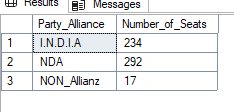 Results Messages
Party_Alliance Number_of_Seats
1 I.N.D.I.A 234
2 NDA 292
3 NON_Allianz 17